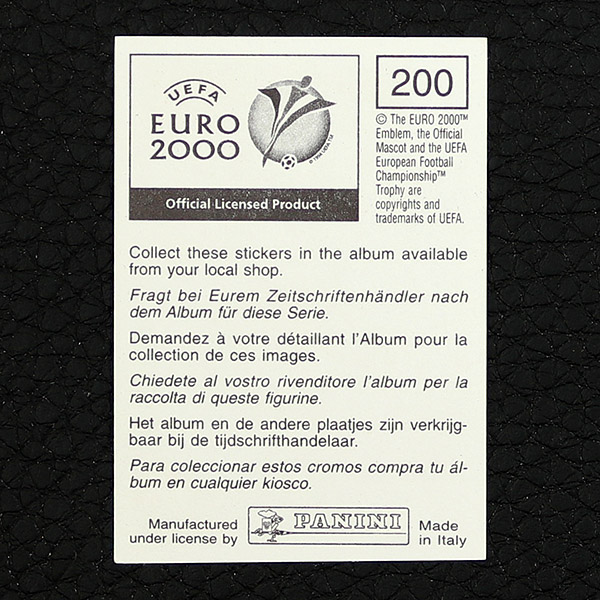 UEFA
EURO
2000
© 1998 UEFA TM
Official Licensed Product
200
© The EURO 2000™
Emblem, the Official
Mascot and the UEFA
European Football
Championship™
Trophy are
copyrights and
trademarks of UEFA.
Collect these stickers in the album available
from your local shop.
Fragt bei Eurem Zeitschriftenhändler nach
dem Album für diese Serie.
Demandez à votre détaillant l'Album pour la
collection de ces images.
Chiedete al vostro rivenditore l'album per la
raccolta di queste figurine.
Het album en de andere plaatjes zijn verkrijg-
baar bij de tijdschrifthandelaar.
Para coleccionar estos cromos compra tu ál-
bum en cualquier kiosco.
Manufactured
under license by
PANINI
Made
in Italy